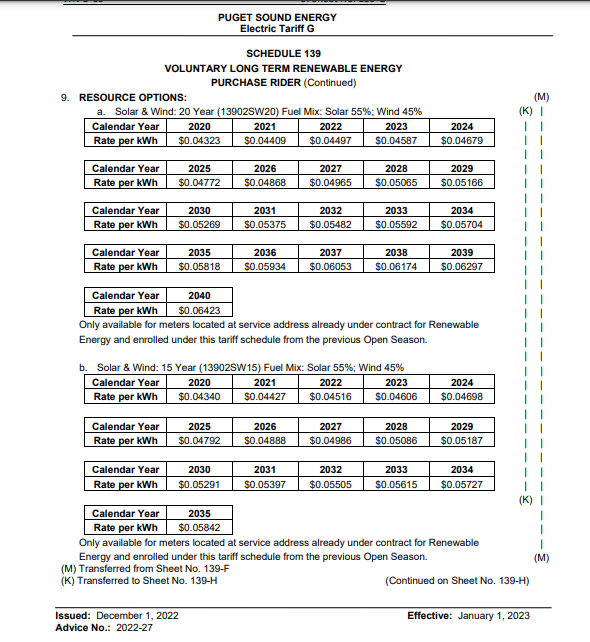 PUGET SOUND ENERGY
Electric Tariff G
SCHEDULE 139
VOLUNTARY LONG TERM RENEWABLE ENERGY
PURCHASE RIDER (Continued)
9. RESOURCE OPTIONS: (M)
a. Solar & Wind: 20 Year (13902SW20) Fuel Mix: Solar 55%; Wind 45% (K)
Calendar Year 2020 2021 2022 2023 2024
Rate per kWh $0.04323 $0.04409 $0.04497 $0.04587 $0.04679
Calendar Year 2025 2026 2027 2028 2029
Rate per kWh $0.04772 $0.04868 $0.04965 $0.05065 $0.05166
Calendar Year 2030 2031 2032 2033 2034
Rate per kWh $0.05269 $0.05375 $0.05482 $0.05592 $0.05704
Calendar Year 2035 2036 2037 2038 2039
Rate per kWh $0.05818 $0.05934 $0.06053 $0.06174 $0.06297
Calendar Year 2040
Rate per kWh $0.06423
Only available for meters located at service address already under contract for Renewable
Energy and enrolled under this tariff schedule from the previous Open Season.
b. Solar & Wind: 15 Year (13902SW15) Fuel Mix: Solar 55%; Wind 45%
Calendar Year 2020 2021 2022 2023 2024
Rate per kWh $0.04340 $0.04427 $0.04516 $0.04606 $0.04698
Calendar Year 2025 2026 2027 2028 2029
Rate per kWh $0.04792 $0.04888 $0.04986 $0.05086 $0.05187
Calendar Year 2030 2031 2032 2033 2034
Rate per kWh $0.05291 $0.05397 $0.05505 $0.05615 $0.05727
(K)
Calendar Year 2035
Rate per kWh $0.05842
Only available for meters located at service address already under contract for Renewable
Energy and enrolled under this tariff schedule from the previous Open Season. (M)
(M) Transferred from Sheet No. 139-F
(K) Transferred to Sheet No. 139-H (Continued on Sheet No. 139-H)
Issued: December 1, 2022 Effective: January 1, 2023
Advice No.: 2022-27